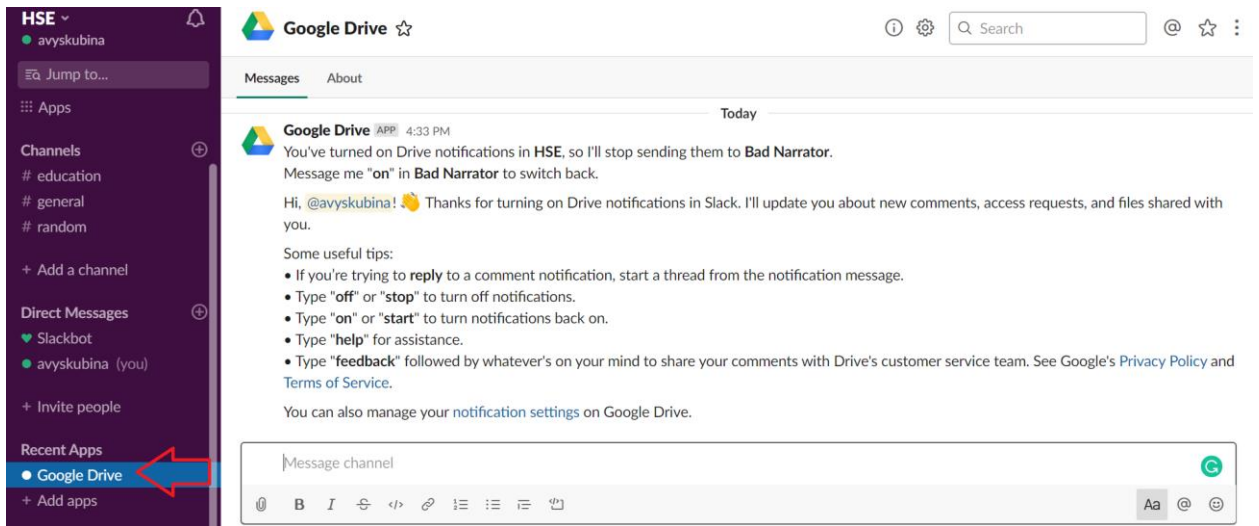 HSE
avyskubina
Jump to...
Apps
Channels
# education
# general
# random
+ Add a channel
Direct Messages
Slackbot
avyskubina (you)
+ Invite people
Recent Apps
Google Drive
+ Add apps
Google Drive
Search
@
Messages About
Today
Google Drive APP 4:33 PM
You've turned on Drive notifications in HSE, so I'll stop sending them to Bad Narrator.
Message me "on" in Bad Narrator to switch back.
Hi, @avyskubina! 👋 Thanks for turning on Drive notifications in Slack. I'll update you about new comments, access requests, and files shared with
you.
Some useful tips:
• If you're trying to reply to a comment notification, start a thread from the notification message.
• Type "off" or "stop" to turn off notifications.
• Type "on" or "start" to turn notifications back on.
• Type "help" for assistance.
• Type "feedback" followed by whatever's on your mind to share your comments with Drive's customer service team. See Google's Privacy Policy and
Terms of Service.
You can also manage your notification settings on Google Drive.
Message channel
B I S </> Aa @